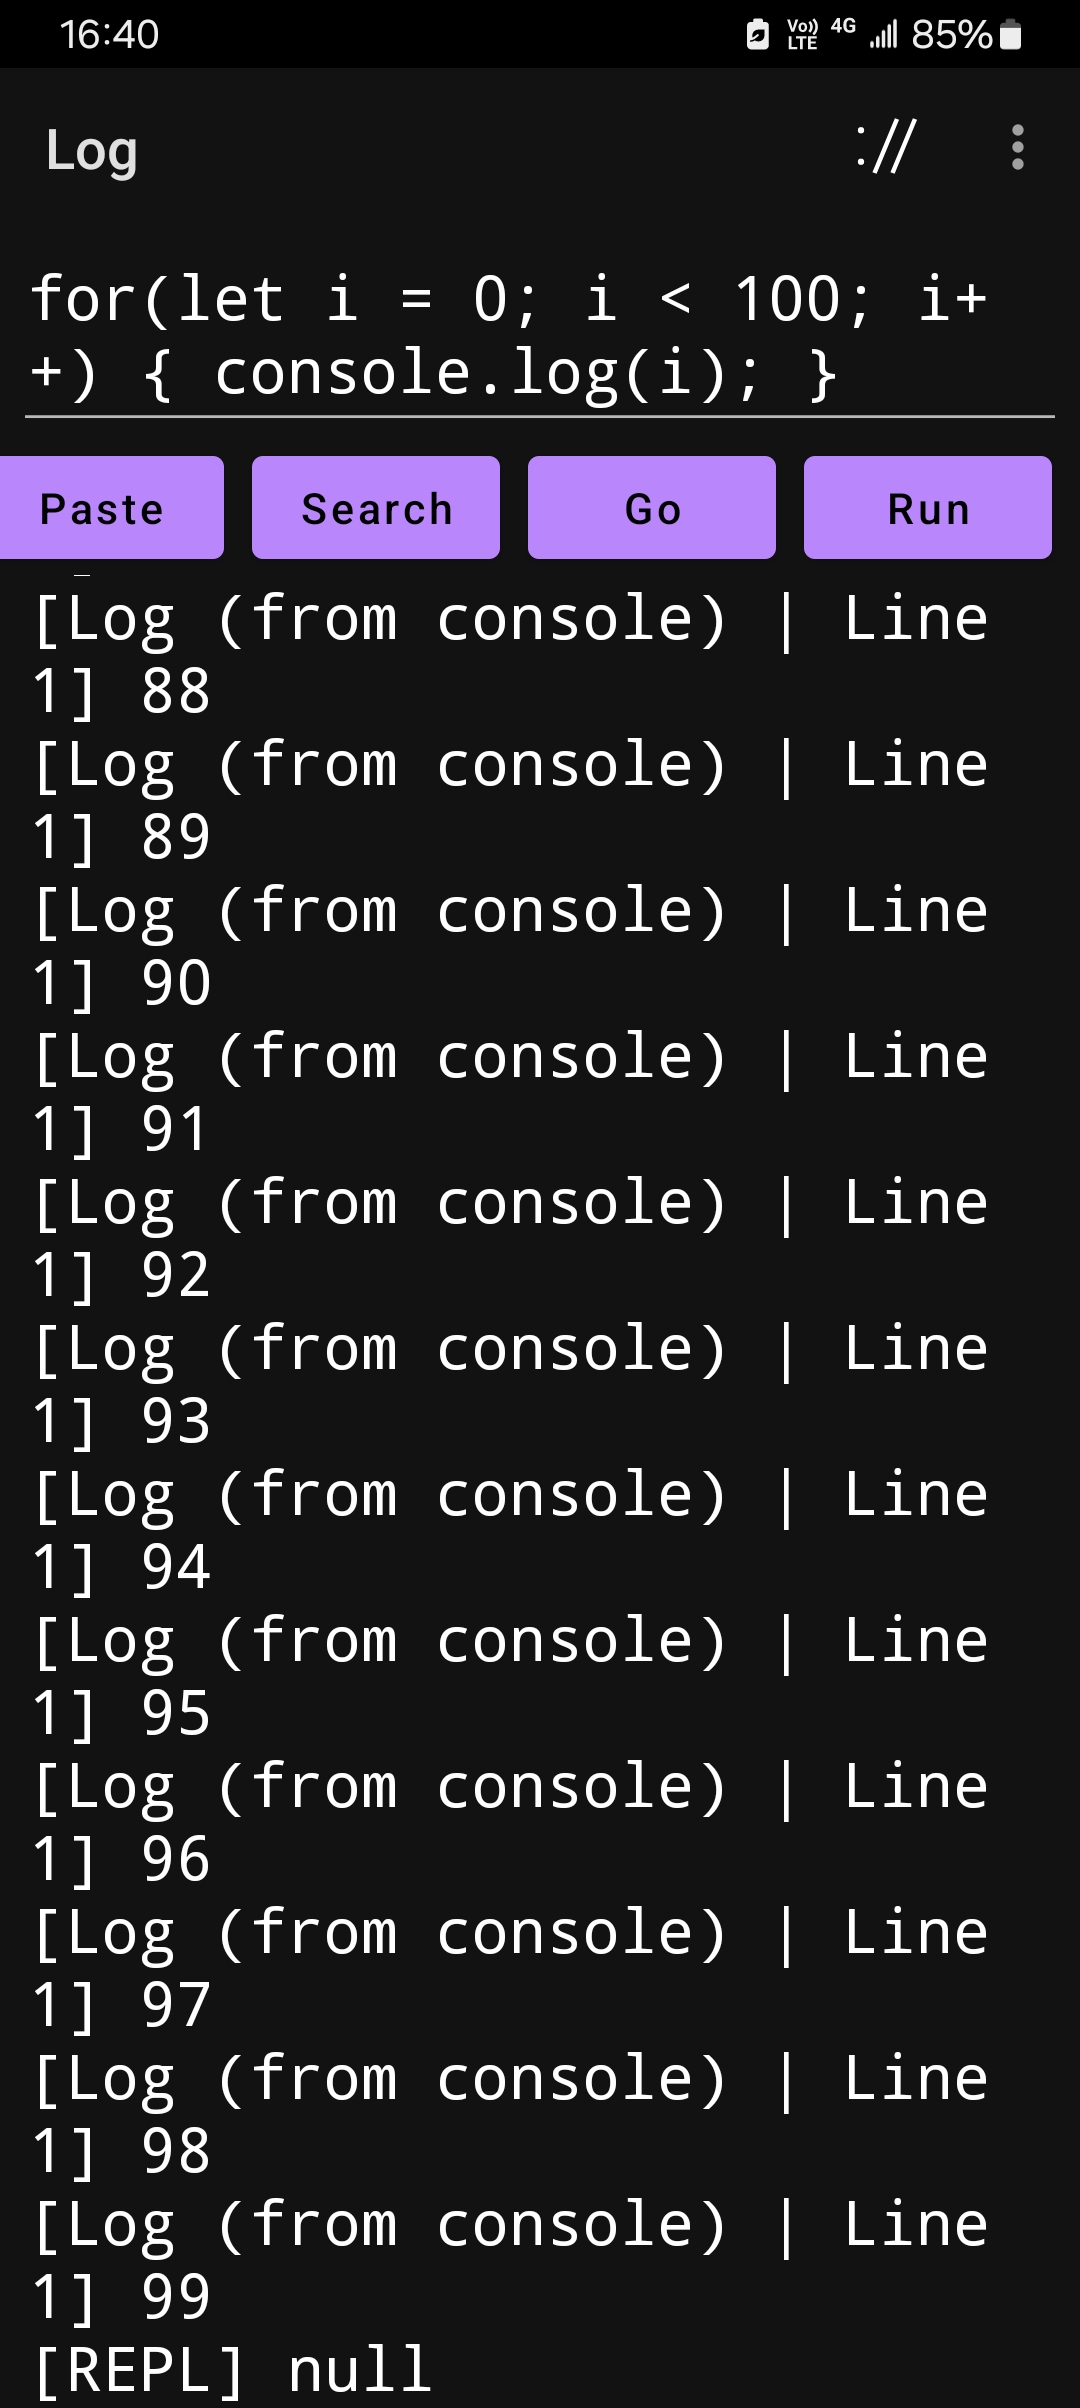 16:40 Vo)) LTE 4G 85%
Log ://
for(let i = 0; i < 100; i+
+) { console.log(i); }
Paste Search Go Run
[Log (from console) | Line
1] 88
[Log (from console) | Line
1] 89
[Log (from console) | Line
1] 90
[Log (from console) | Line
1] 91
[Log (from console) | Line
1] 92
[Log (from console) | Line
1] 93
[Log (from console) | Line
1] 94
[Log (from console) | Line
1] 95
[Log (from console) | Line
1] 96
[Log (from console) | Line
1] 97
[Log (from console) | Line
1] 98
[Log (from console) | Line
1] 99
[REPL] null